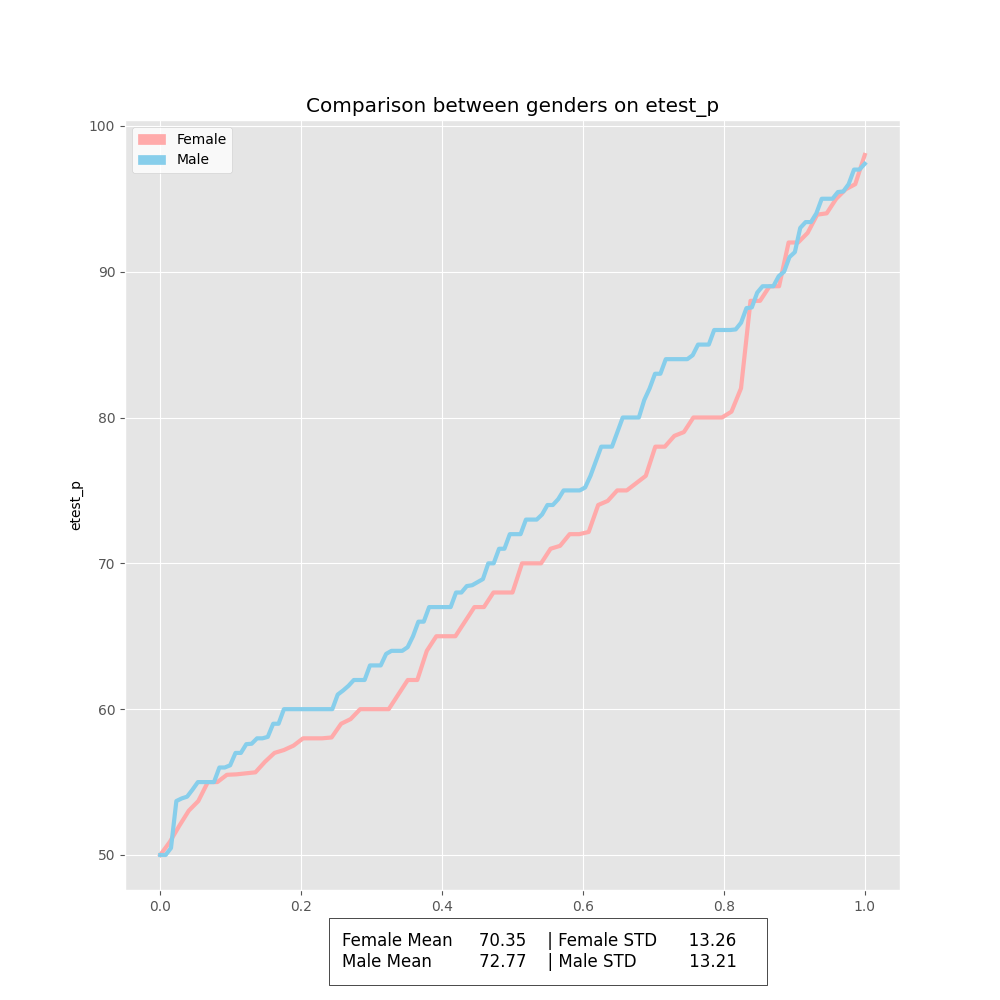 Comparison between genders on etest_p
Female
Male
100
90
80
70
60
50
etest_p
0.0 0.2 0.4 0.6 0.8 1.0
Female Mean 70.35 | Female STD 13.26
Male Mean 72.77 | Male STD 13.21